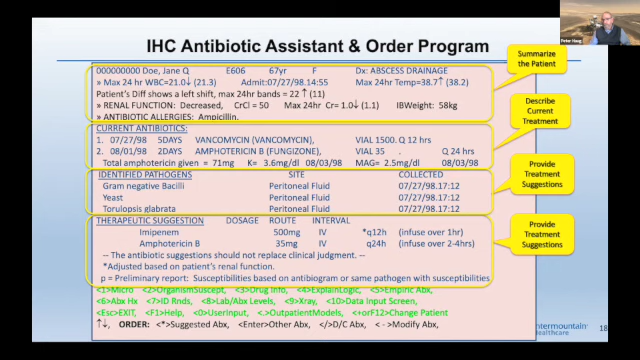 Peter Haug
IHC Antibiotic Assistant & Order Program
000000000 Doe, Jane Q E606 67yr F Dx: ABSCESS DRAINAGE
» Max 24 hr WBC=21.0↓ (21.3) Admit:07/27/98.14:55 Max 24hr Temp=38.7↑ (38.2)
Patient's Diff shows a left shift, max 24hr bands = 22 ↑ (11)
» RENAL FUNCTION: Decreased, CrCl = 50 Max 24hr Cr= 1.0↓ (1.1) IBWeight: 58kg
» ANTIBIOTIC ALLERGIES: Ampicillin.
Summarize the Patient
CURRENT ANTIBIOTICS:
1. 07/27/98 5DAYS VANCOMYCIN (VANCOMYCIN), VIAL 1500. Q 12 hrs
2. 08/01/98 2DAYS AMPHOTERICIN B (FUNGIZONE), VIAL 35 . Q 24 hrs
Total amphotericin given = 71mg K= 3.6mg/dl 08/03/98 MAG= 2.5mg/dl 08/03/98
Describe Current Treatment
IDENTIFIED PATHOGENS SITE COLLECTED
Gram negative Bacilli Peritoneal Fluid 07/27/98.17:12
Yeast Peritoneal Fluid 07/27/98.17:12
Torulopsis glabrata Peritoneal Fluid 07/27/98.17:12
Provide Treatment Suggestions
THERAPEUTIC SUGGESTION DOSAGE ROUTE INTERVAL
Imipenem 500mg IV *q12h (infuse over 1hr)
Amphotericin B 35mg IV q24h (infuse over 2-4hrs)
-- The antibiotic suggestions should not replace clinical judgment. --
*Adjusted based on patient's renal function.
p = Preliminary report: Susceptibilities based on antibiogram or same pathogen with susceptibilities
Provide Treatment Suggestions
<1>Micro <2>OrganismSuscept, <3>Drug Info, <4>ExplainLogic, <5>Empiric Abx,
<6>Abx Hx <7>ID Rnds, <8>Lab/Abx Levels, <9>Xray, <10>Data Input Screen,
<Esc>EXIT, <F1>Help, <0>UserInput, <.>OutpatientModels, <+orF12>Change Patient
↑↓, ORDER: <*>Suggested Abx, <Enter>Other Abx, </>D/C Abx, < - >Modify Abx,
18
Intermountain
Healthcare